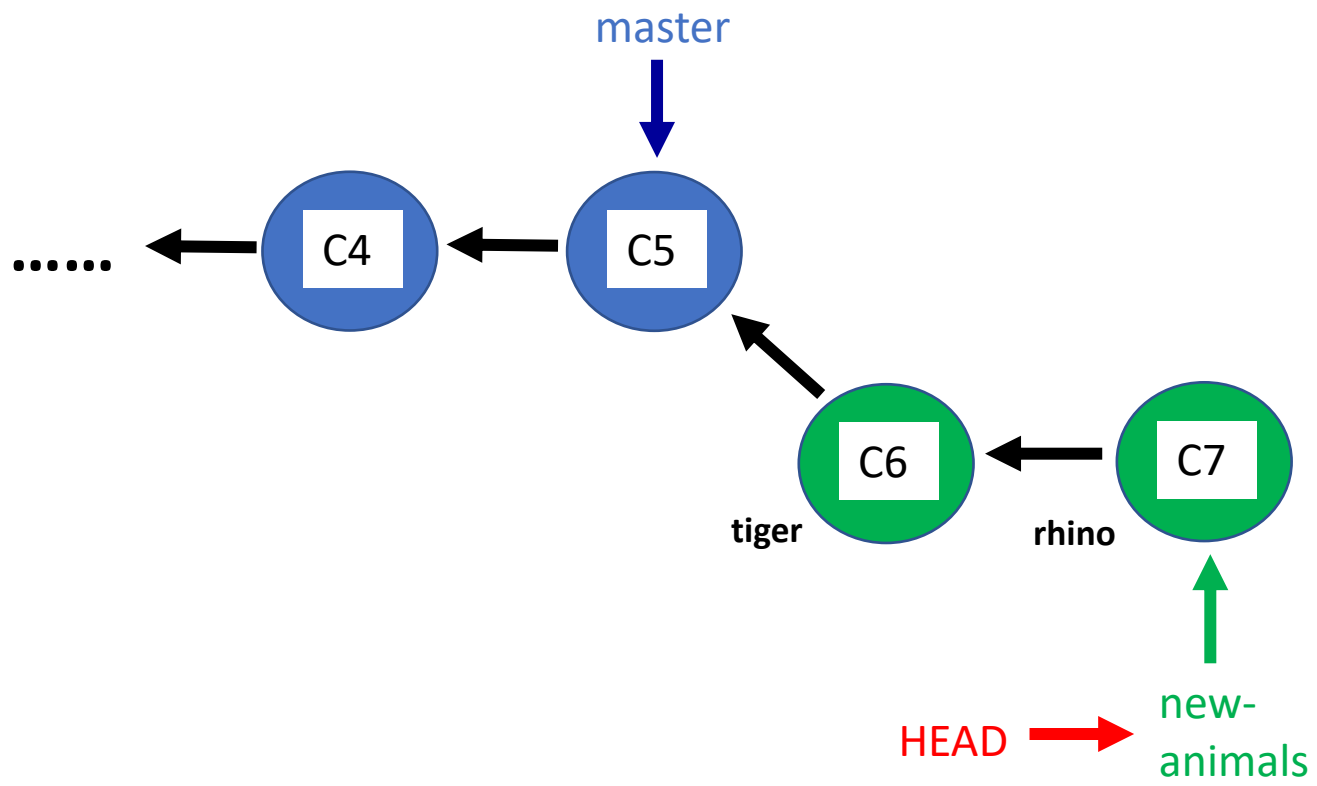 master
......
C4
C5
C6
C7
tiger
rhino
HEAD
new-
animals